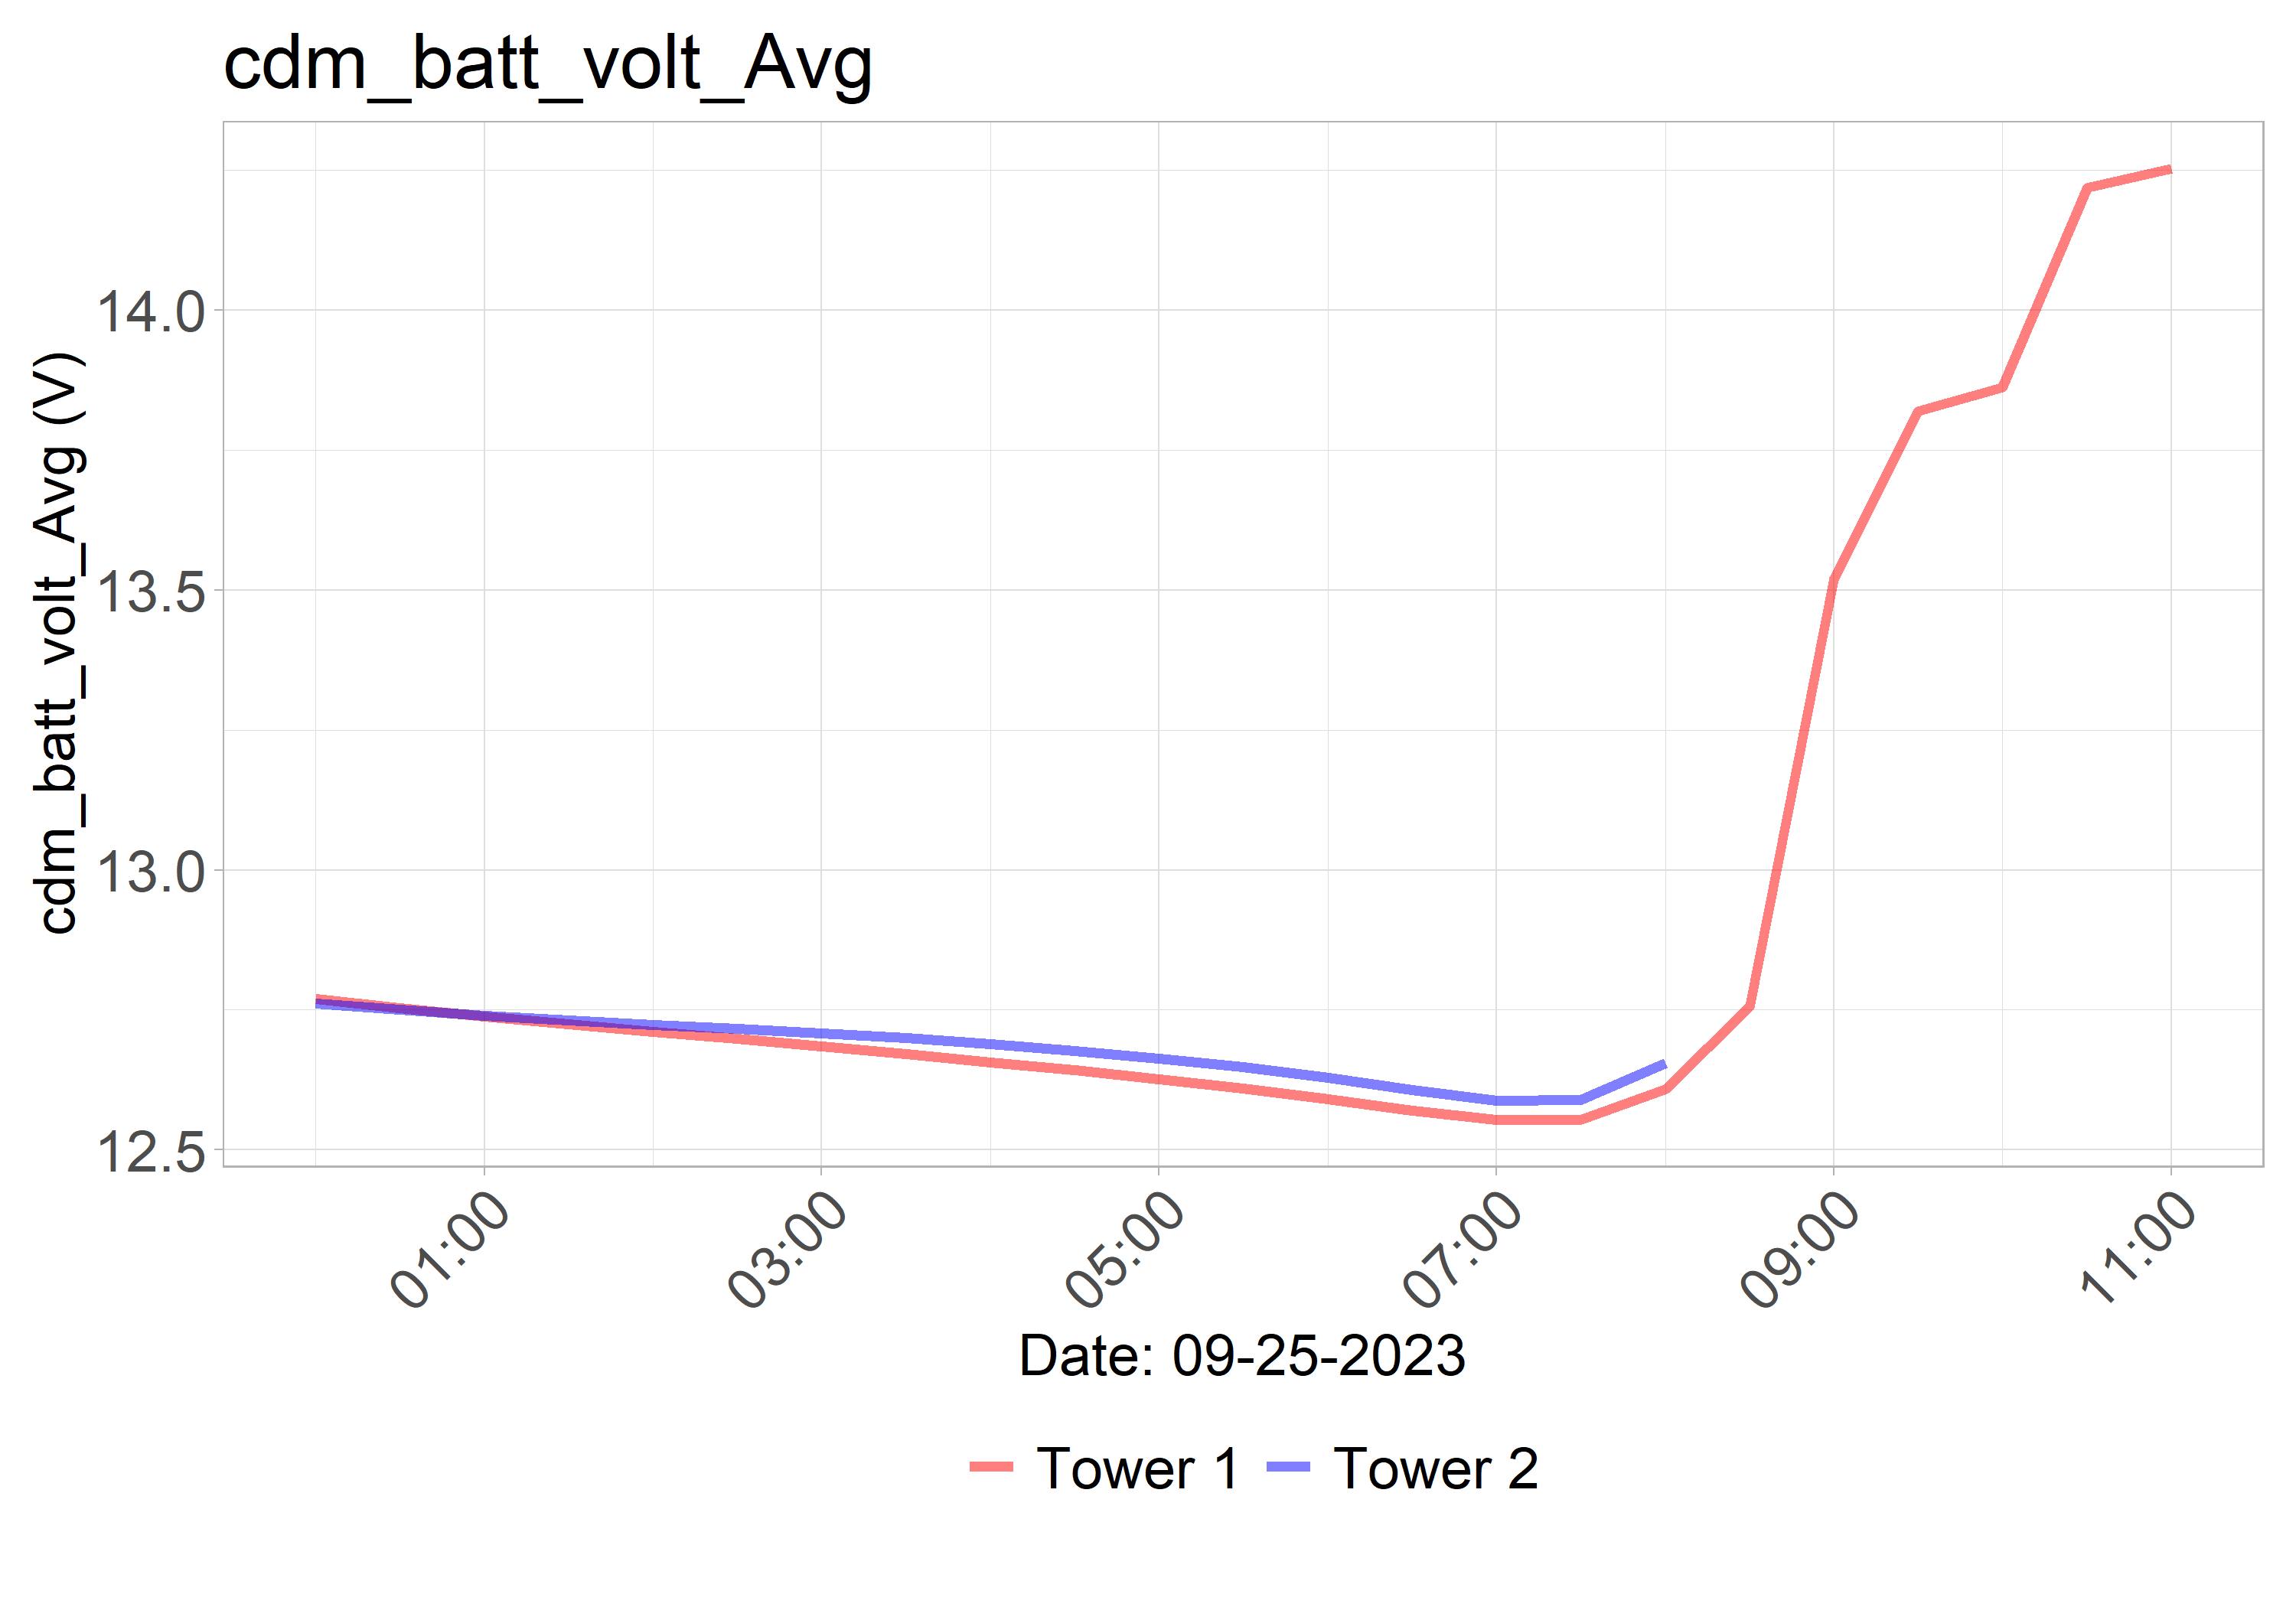 cdm_batt_volt_Avg
cdm_batt_volt_Avg (V)
14.0
13.5
13.0
12.5
01:00
03:00
05:00
07:00
09:00
11:00
Date: 09-25-2023
Tower 1
Tower 2